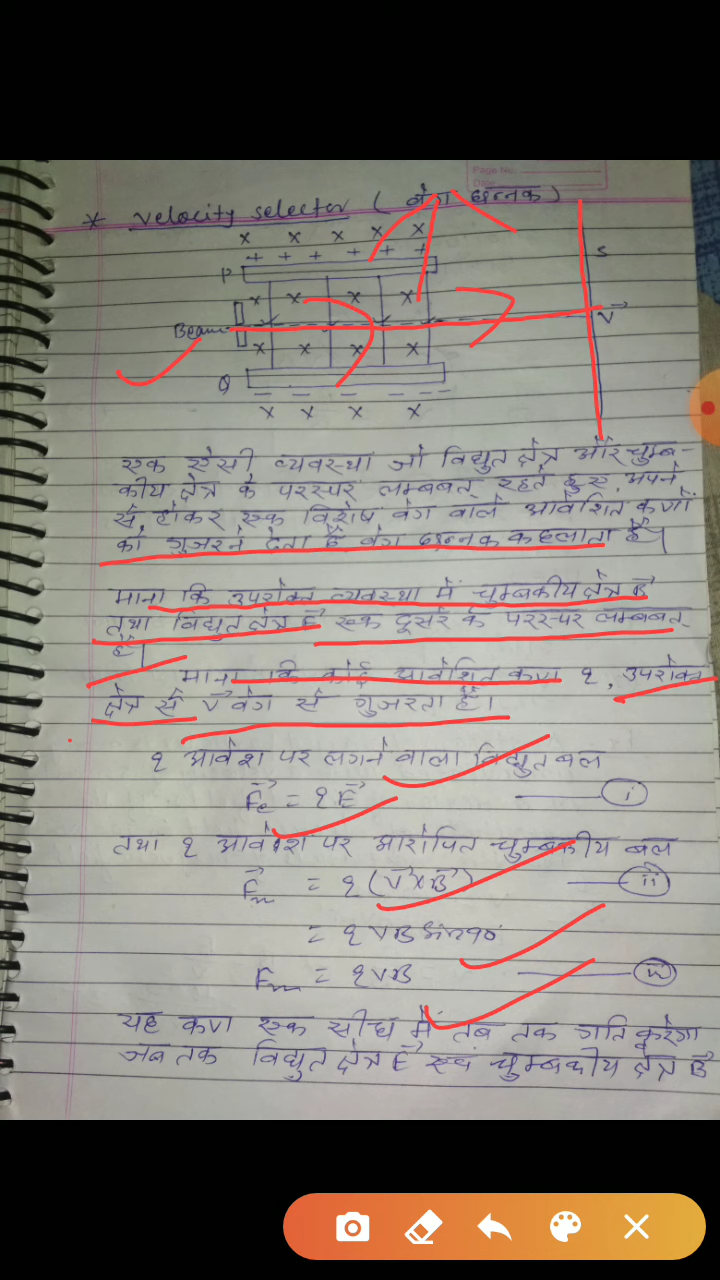 Page No.
Date
* velocity selector ( वेग छन्नक )
x x x x x
+ + + + + +
P
S
x x x x
Beam
V
x x x x
Q
x x x x
एक ऐसी व्यवस्था जो विद्युत क्षेत्र और चुम्ब-
कीय क्षेत्र के परस्पर लम्बवत् रहते हुए, अपने
से, होकर एक विशेष वेग वाले आवेशित कणों
को गुजरने देता है, वेग छन्नक कहलाता है।
माना कि उपरोक्त व्यवस्था में चुम्बकीय क्षेत्र B
तथा विद्युत क्षेत्र E एक दूसरे के परस्पर लम्बवत्
है।
माना कि कोई आवेशित कण q, उपरोक्त
क्षेत्र से V वेग से गुजरता है।
q आवेश पर लगने वाला विद्युत बल
Fe = qE (i)
तथा q आवेश पर आरोपित चुम्बकीय बल
Fm = q (V x B) (ii)
= qVB sin90
Fm = qVB
यह कण एक सीध में तब तक गति करेगा
जब तक विद्युत क्षेत्र E एवं चुम्बकीय क्षेत्र B